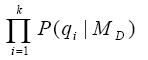 ∏_{i=1}^{k} P(q_i | M_D)